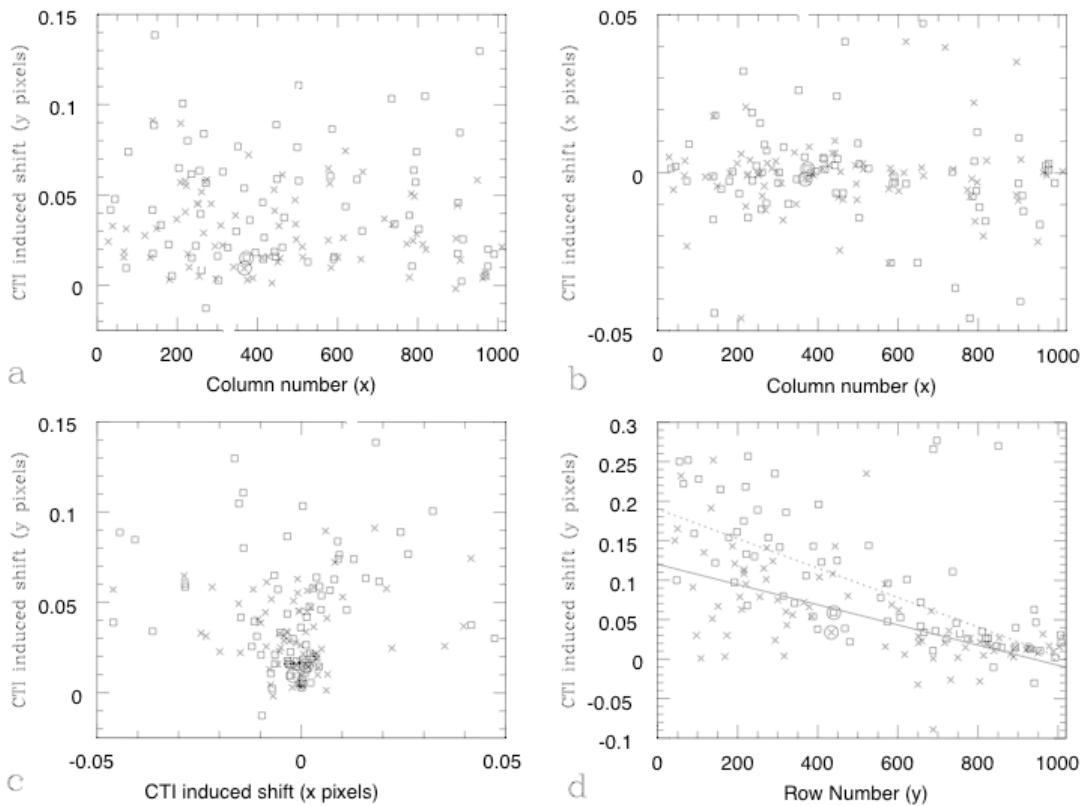 0.15
0.1
0.05
0
0 200 400 600 800 1000
CTI induced shift (y pixels)
Column number (x)
a
0.05
0
-0.05
0 200 400 600 800 1000
CTI induced shift (x pixels)
Column number (x)
b
0.15
0.1
0.05
0
-0.05 0 0.05
CTI induced shift (y pixels)
CTI induced shift (x pixels)
c
0.3
0.25
0.2
0.15
0.1
0.05
0
-0.05
-0.1
0 200 400 600 800 1000
CTI induced shift (y pixels)
Row Number (y)
d